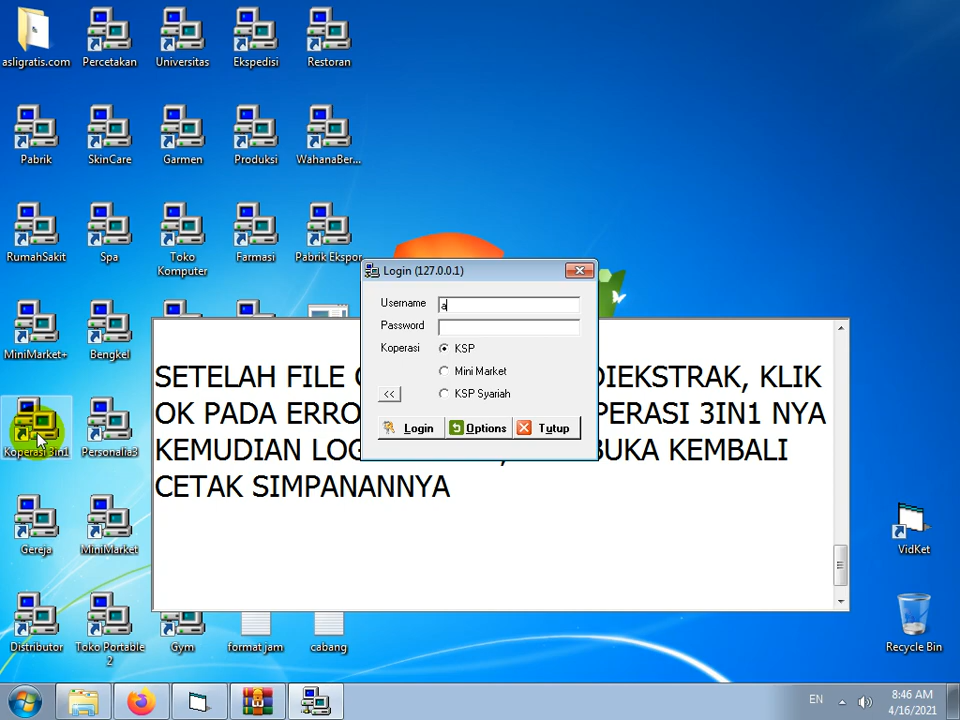 asligratis.com
Percetakan
Universitas
Ekspedisi
Restoran
Pabrik
SkinCare
Garmen
Produksi
WahanaBer...
RumahSakit
Spa
Toko
Komputer
Farmasi
Pabrik Ekspor
MiniMarket+
Bengkel
Koperasi 3in1
Personalia3
Gereja
MiniMarket
Distributor
Toko Portable
2
Gym
format jam
cabang
VidKet
Recycle Bin
Login (127.0.0.1)
Username a
Password
Koperasi KSP
Mini Market
<< KSP Syariah
Login Options Tutup
SETELAH FILE DIEKSTRAK, KLIK
OK PADA ERRO PERASI 3IN1 NYA
KEMUDIAN LOG BUKA KEMBALI
CETAK SIMPANANNYA
EN
8:46 AM
4/16/2021